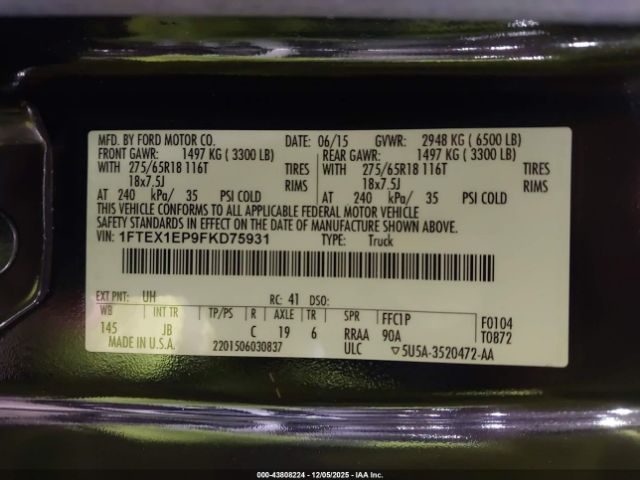 MFD. BY FORD MOTOR CO. DATE: 06/15 GVWR: 2948 KG ( 6500 LB)
FRONT GAWR: 1497 KG ( 3300 LB) REAR GAWR: 1497 KG ( 3300 LB)
WITH 275/65R18 116T TIRES WITH 275/65R18 116T TIRES
18x7.5J RIMS 18x7.5J RIMS
AT 240 kPa/ 35 PSI COLD AT 240 kPa/ 35 PSI COLD
THIS VEHICLE CONFORMS TO ALL APPLICABLE FEDERAL MOTOR VEHICLE
SAFETY STANDARDS IN EFFECT ON THE DATE OF MANUFACTURE SHOWN ABOVE.
VIN: 1FTEX1EP9FKD75931 TYPE: Truck
EXT PNT: UH RC: 41 DSO:
WB INT TR TP/PS R AXLE TR SPR FFC1P F0104
145 JB C 19 6 RRAA 90A T0872
MADE IN U.S.A. 2201506030837 ULC ▽5U5A-3520472-AA
000-43808224 | 12/05/2025 - IAA Inc.